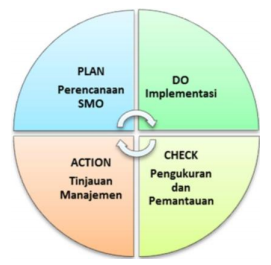 PLAN
Perencanaan
SMO
DO
Implementasi
ACTION
Tinjauan
Manajemen
CHECK
Pengukuran
dan
Pemantauan